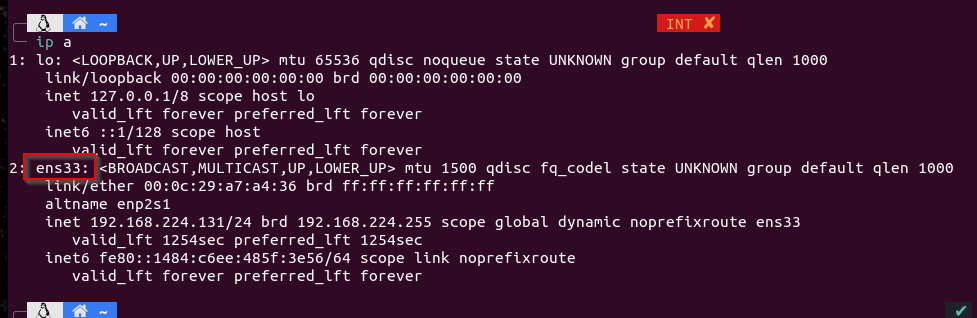 ~ INT ✘
ip a
1: lo: <LOOPBACK,UP,LOWER_UP> mtu 65536 qdisc noqueue state UNKNOWN group default qlen 1000
link/loopback 00:00:00:00:00:00 brd 00:00:00:00:00:00
inet 127.0.0.1/8 scope host lo
valid_lft forever preferred_lft forever
inet6 ::1/128 scope host
valid_lft forever preferred_lft forever
2: ens33: <BROADCAST,MULTICAST,UP,LOWER_UP> mtu 1500 qdisc fq_codel state UNKNOWN group default qlen 1000
link/ether 00:0c:29:a7:a4:36 brd ff:ff:ff:ff:ff:ff
altname enp2s1
inet 192.168.224.131/24 brd 192.168.224.255 scope global dynamic noprefixroute ens33
valid_lft 1254sec preferred_lft 1254sec
inet6 fe80::1484:c6ee:485f:3e56/64 scope link noprefixroute
valid_lft forever preferred_lft forever
~ ✔